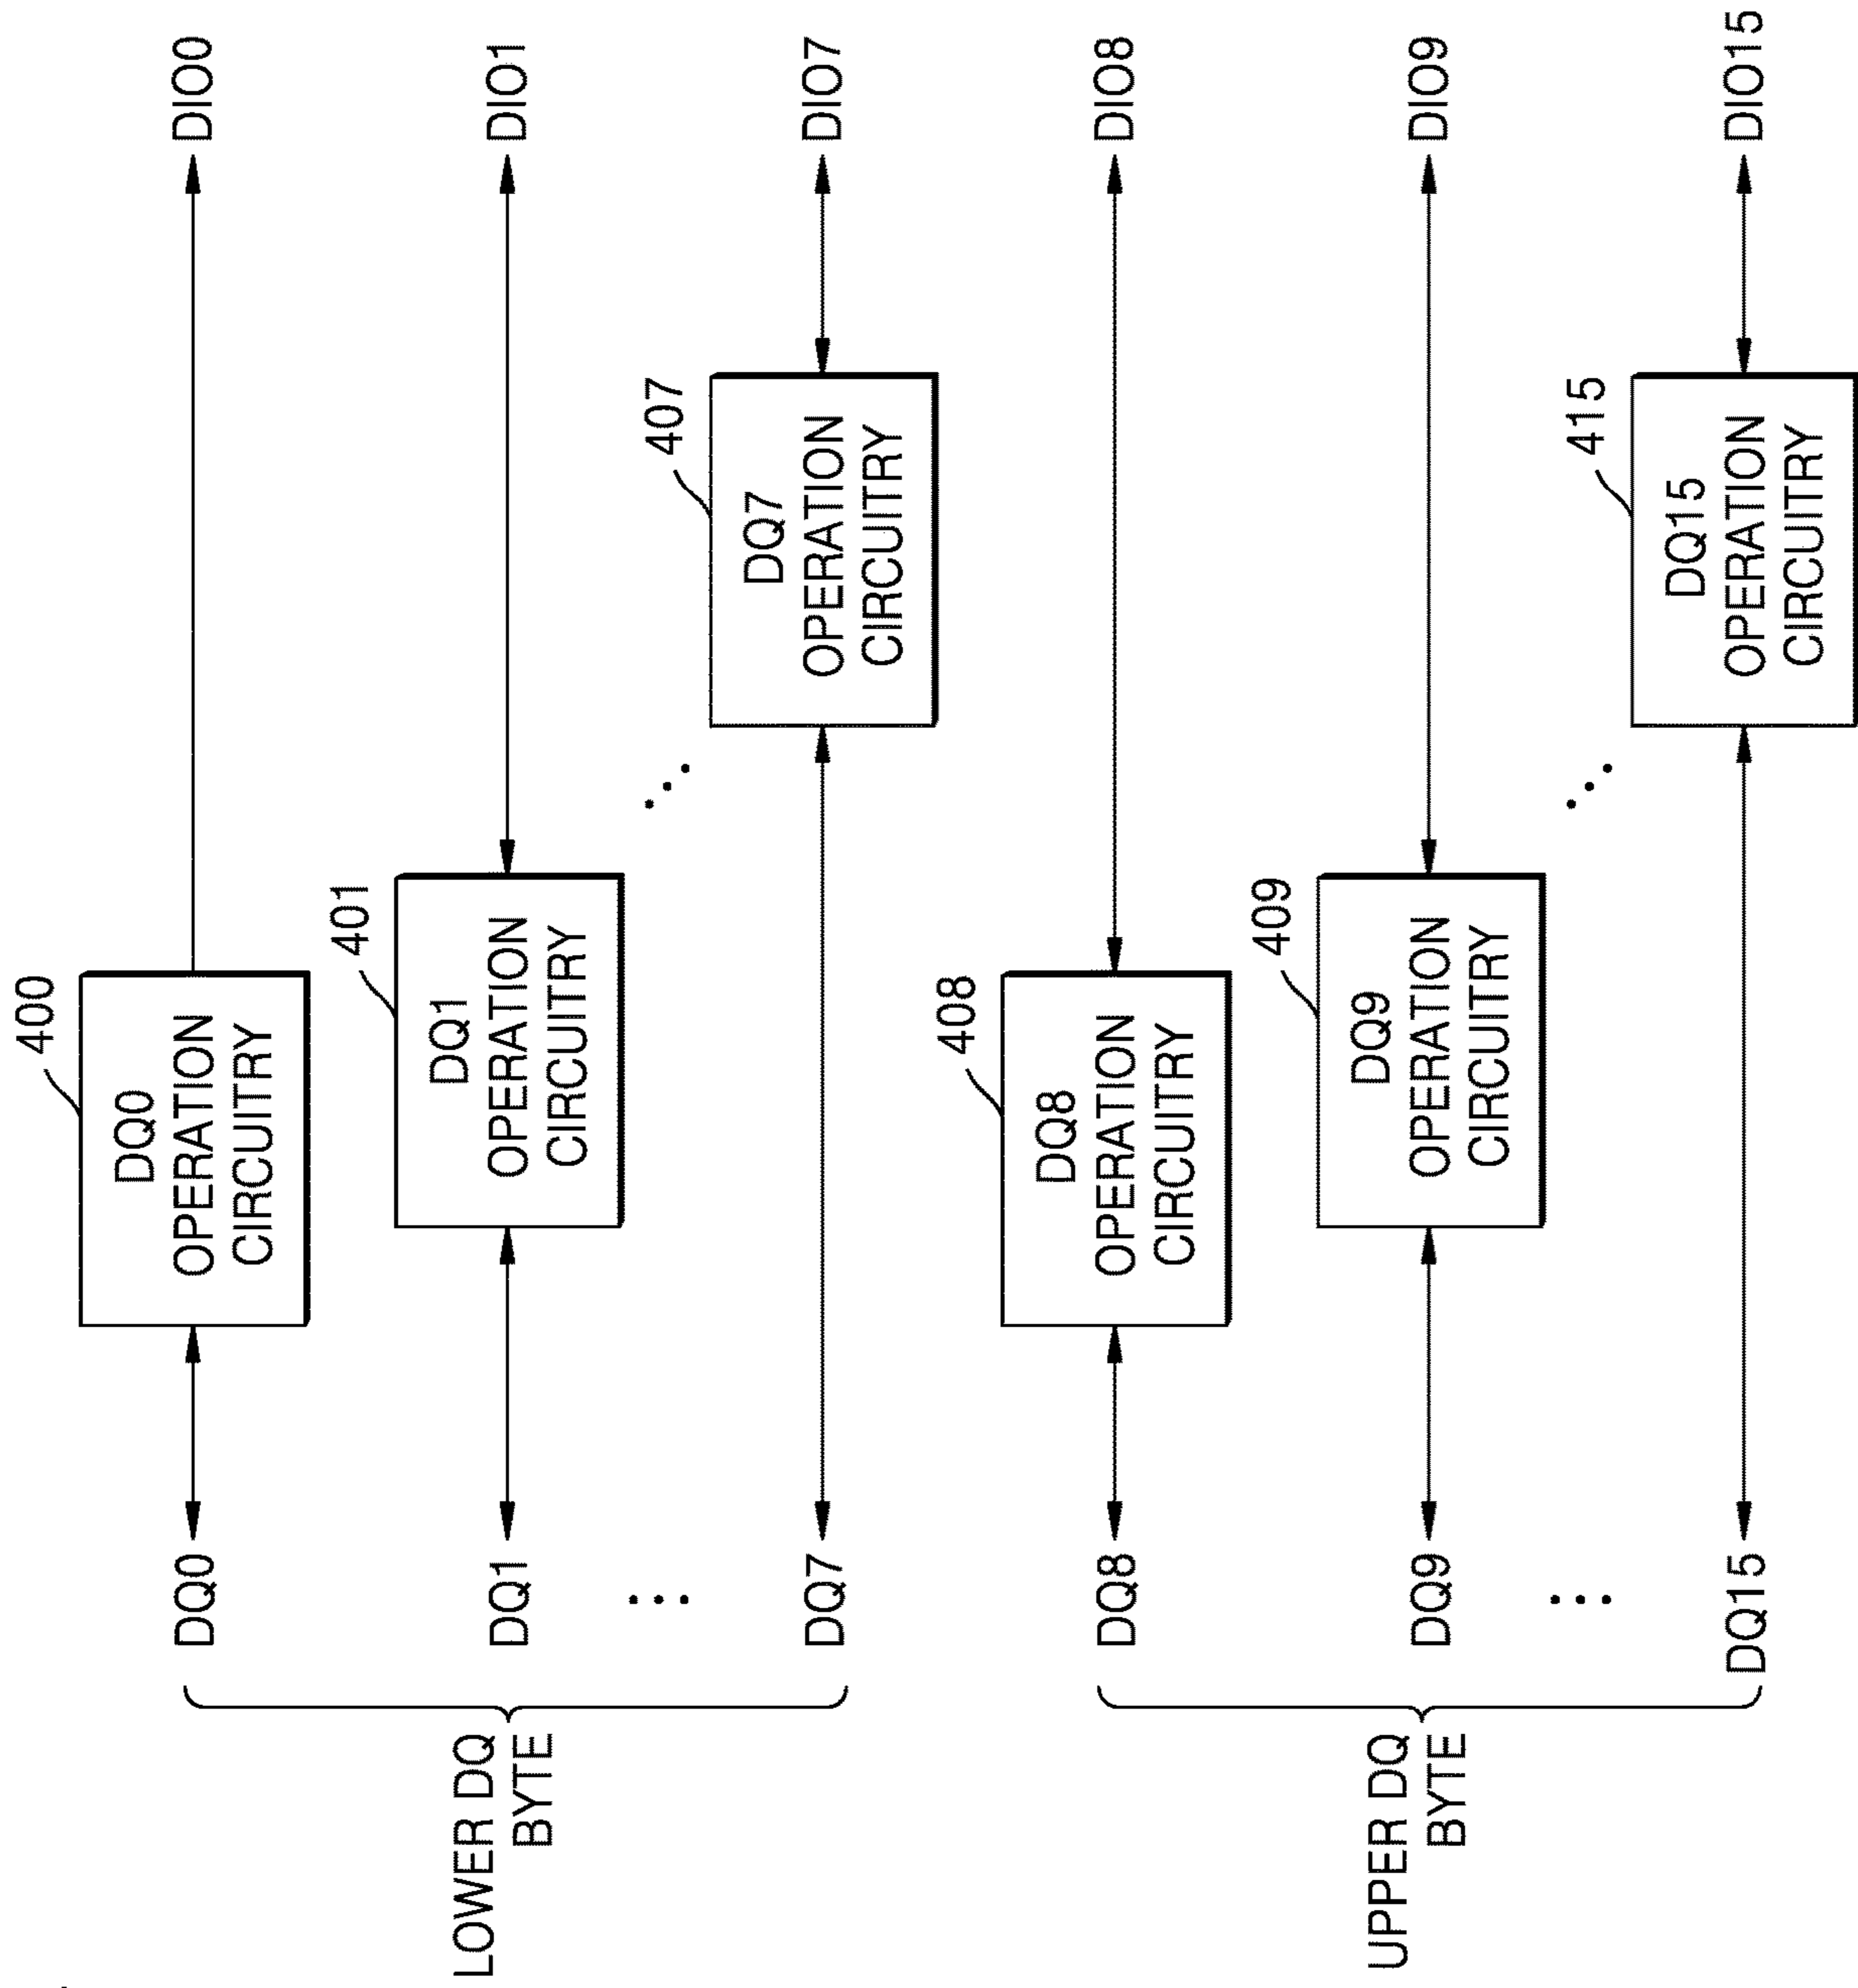 LOWER DQ
BYTE
DQ0
400
DQ0
OPERATION
CIRCUITRY
DIO0
DQ1
401
DQ1
OPERATION
CIRCUITRY
DIO1
...
...
DQ7
407
DQ7
OPERATION
CIRCUITRY
DIO7
UPPER DQ
BYTE
DQ8
408
DQ8
OPERATION
CIRCUITRY
DIO8
DQ9
409
DQ9
OPERATION
CIRCUITRY
DIO9
...
...
DQ15
415
DQ15
OPERATION
CIRCUITRY
DIO15